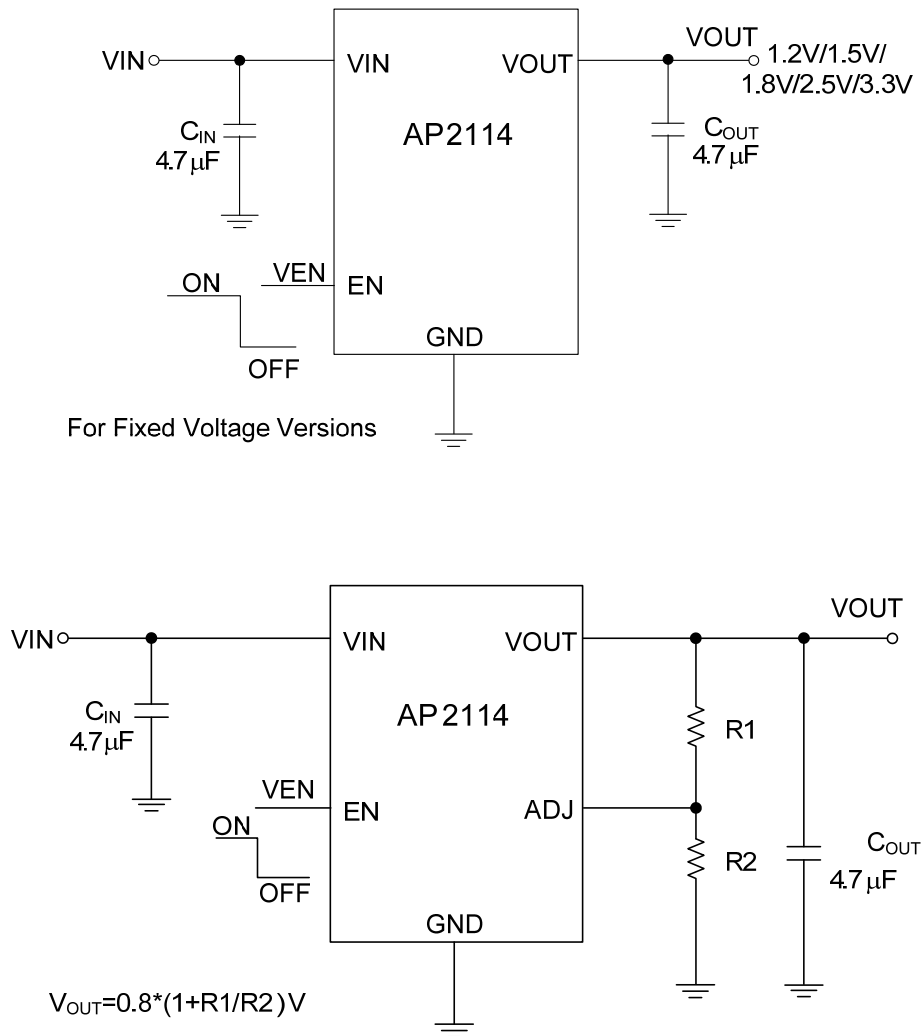 VIN
VIN
VOUT
VOUT
1.2V/1.5V/
1.8V/2.5V/3.3V
AP2114
CIN
4.7μF
COUT
4.7μF
VEN
EN
ON
OFF
GND
For Fixed Voltage Versions
VIN
VIN
VOUT
VOUT
AP2114
CIN
4.7μF
R1
VEN
EN
ADJ
ON
OFF
R2
COUT
4.7μF
GND
VOUT=0.8*(1+R1/R2)V